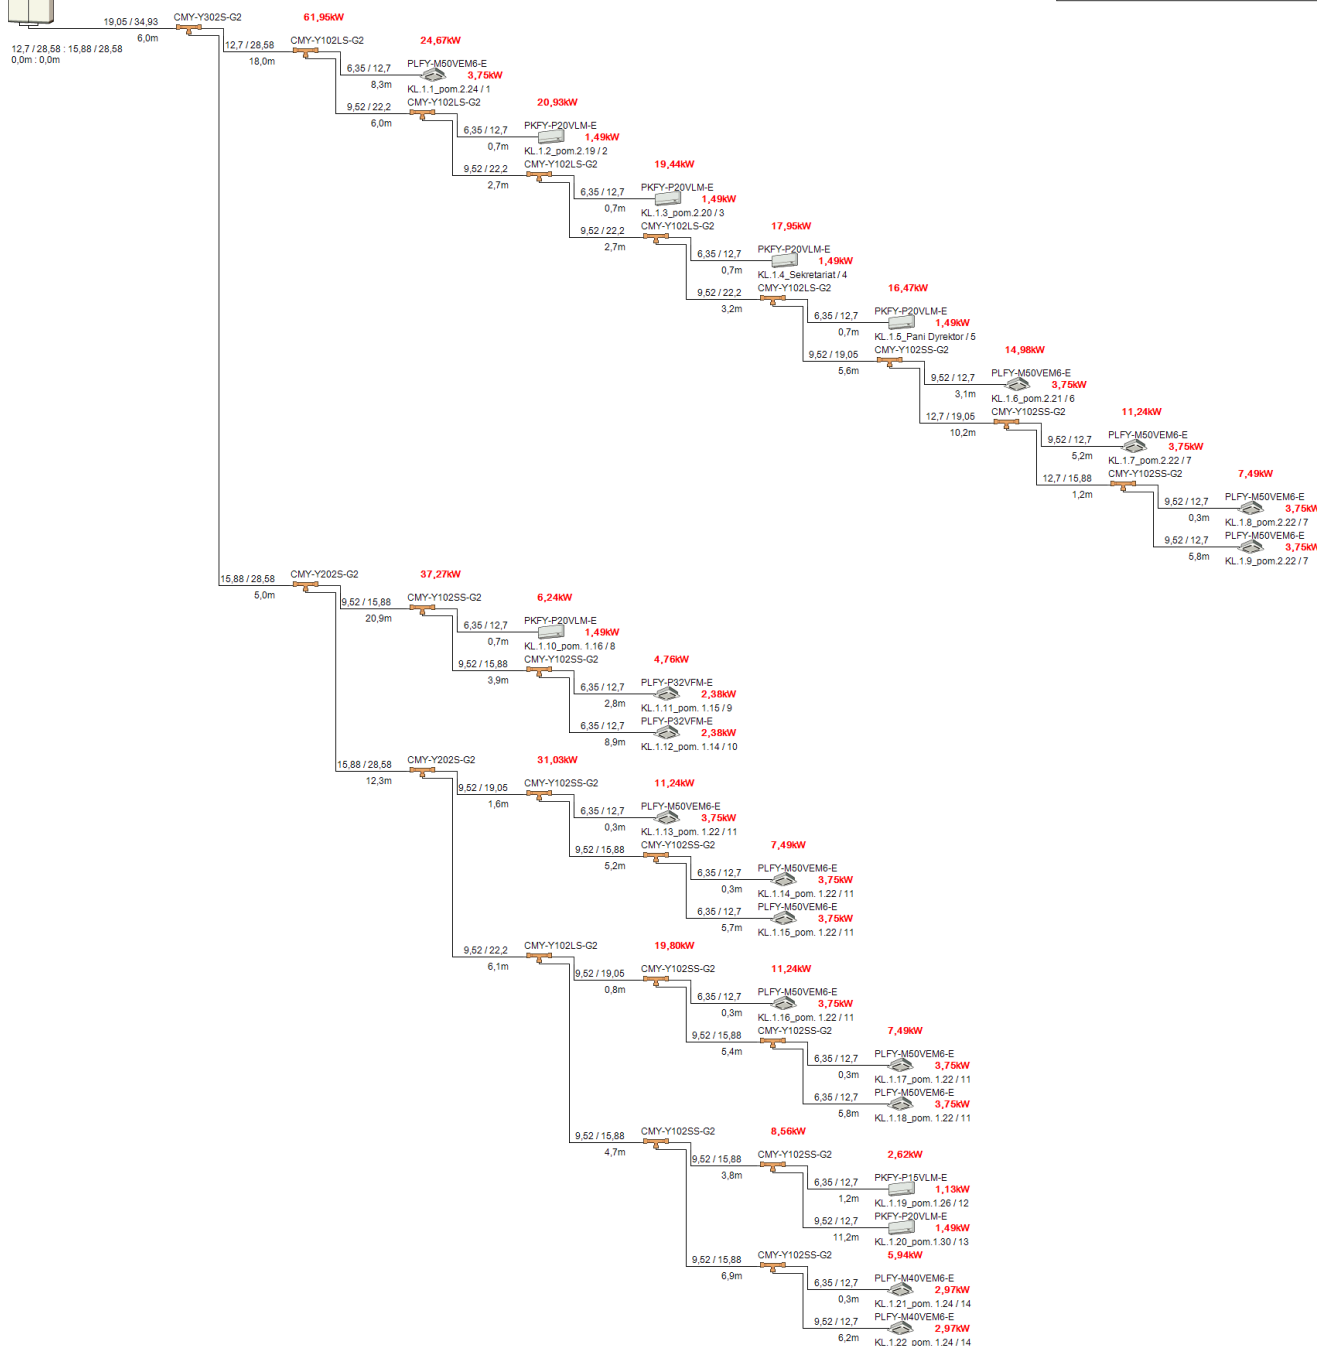 19,05 / 34,93
CMY-Y302S-G2
61,95kW
6,0m
12,7 / 28,58 : 15,88 / 28,58
0,0m : 0,0m
12,7 / 28,58
CMY-Y102LS-G2
24,67kW
18,0m
6,35 / 12,7
PLFY-M50VEM6-E
3,75kW
8,3m
KL.1.1_pom.2.24 / 1
9,52 / 22,2
CMY-Y102LS-G2
20,93kW
6,0m
6,35 / 12,7
PKFY-P20VLM-E
1,49kW
0,7m
KL.1.2_pom.2.19 / 2
9,52 / 22,2
CMY-Y102LS-G2
19,44kW
2,7m
6,35 / 12,7
PKFY-P20VLM-E
1,49kW
0,7m
KL.1.3_pom.2.20 / 3
9,52 / 22,2
CMY-Y102LS-G2
17,95kW
2,7m
6,35 / 12,7
PKFY-P20VLM-E
1,49kW
0,7m
KL.1.4_Sekretariat / 4
9,52 / 22,2
CMY-Y102LS-G2
16,47kW
3,2m
6,35 / 12,7
PKFY-P20VLM-E
1,49kW
0,7m
KL.1.5_Pani Dyrektor / 5
9,52 / 19,05
CMY-Y102SS-G2
14,98kW
5,6m
9,52 / 12,7
PLFY-M50VEM6-E
3,75kW
3,1m
KL.1.6_pom.2.21 / 6
12,7 / 19,05
CMY-Y102SS-G2
11,24kW
10,2m
9,52 / 12,7
PLFY-M50VEM6-E
3,75kW
5,2m
KL.1.7_pom.2.22 / 7
12,7 / 15,88
CMY-Y102SS-G2
7,49kW
1,2m
9,52 / 12,7
PLFY-M50VEM6-E
3,75kW
0,3m
KL.1.8_pom.2.22 / 7
9,52 / 12,7
PLFY-M50VEM6-E
3,75kW
5,8m
KL.1.9_pom.2.22 / 7
15,88 / 28,58
CMY-Y202S-G2
37,27kW
5,0m
9,52 / 15,88
CMY-Y102SS-G2
6,24kW
20,9m
6,35 / 12,7
PKFY-P20VLM-E
1,49kW
0,7m
KL.1.10_pom. 1.16 / 8
9,52 / 15,88
CMY-Y102SS-G2
4,76kW
3,9m
6,35 / 12,7
PLFY-P32VFM-E
2,38kW
2,8m
KL.1.11_pom. 1.15 / 9
6,35 / 12,7
PLFY-P32VFM-E
2,38kW
8,9m
KL.1.12_pom. 1.14 / 10
15,88 / 28,58
CMY-Y202S-G2
31,03kW
12,3m
9,52 / 19,05
CMY-Y102SS-G2
11,24kW
1,6m
6,35 / 12,7
PLFY-M50VEM6-E
3,75kW
0,3m
KL.1.13_pom. 1.22 / 11
9,52 / 15,88
CMY-Y102SS-G2
7,49kW
5,2m
6,35 / 12,7
PLFY-M50VEM6-E
3,75kW
0,3m
KL.1.14_pom. 1.22 / 11
6,35 / 12,7
PLFY-M50VEM6-E
3,75kW
5,7m
KL.1.15_pom. 1.22 / 11
9,52 / 22,2
CMY-Y102LS-G2
19,80kW
6,1m
9,52 / 19,05
CMY-Y102SS-G2
11,24kW
0,8m
6,35 / 12,7
PLFY-M50VEM6-E
3,75kW
0,3m
KL.1.16_pom. 1.22 / 11
9,52 / 15,88
CMY-Y102SS-G2
7,49kW
5,4m
6,35 / 12,7
PLFY-M50VEM6-E
3,75kW
0,3m
KL.1.17_pom. 1.22 / 11
6,35 / 12,7
PLFY-M50VEM6-E
3,75kW
5,8m
KL.1.18_pom. 1.22 / 11
9,52 / 15,88
CMY-Y102SS-G2
8,56kW
4,7m
9,52 / 15,88
CMY-Y102SS-G2
2,62kW
3,8m
6,35 / 12,7
PKFY-P15VLM-E
1,13kW
1,2m
KL.1.19_pom.1.26 / 12
9,52 / 12,7
PKFY-P20VLM-E
1,49kW
11,2m
KL.1.20_pom.1.30 / 13
9,52 / 15,88
CMY-Y102SS-G2
5,94kW
6,9m
6,35 / 12,7
PLFY-M40VEM6-E
2,97kW
0,3m
KL.1.21_pom. 1.24 / 14
9,52 / 12,7
PLFY-M40VEM6-E
2,97kW
6,2m
KL.1.22_pom. 1.24 / 14